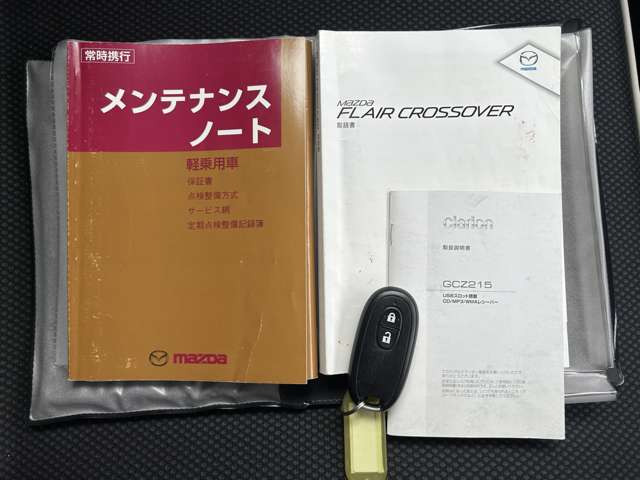 常時携行
メンテナンス
ノート
軽乗用車
保証書
点検整備方式
サービス網
定期点検整備記録簿
mazda
mazda
FLAIR CROSSOVER
取扱書
clarion
取扱説明書
GCZ215
USBスロット搭載
CD/MP3/WMAレシーバー